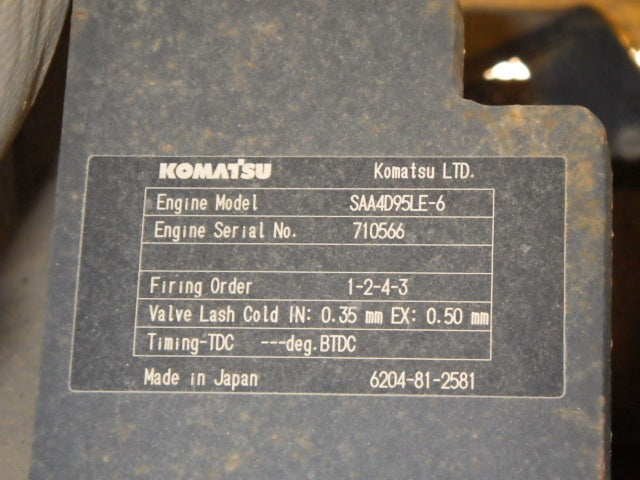 KOMATSU Komatsu LTD.
Engine Model SAA4D95LE-6
Engine Serial No. 710566
Firing Order 1-2-4-3
Valve Lash Cold IN: 0.35 mm EX: 0.50 mm
Timing-TDC ---deg.BTDC
Made in Japan 6204-81-2581